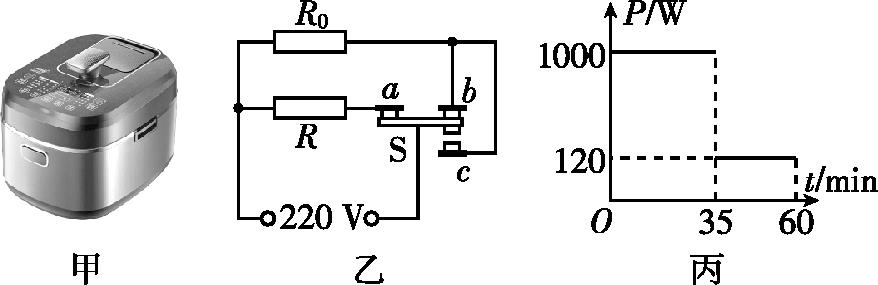 甲
R₀
a
b
R
S
c
220 V
乙
P/W
1000
120
t/min
O
35
60
丙